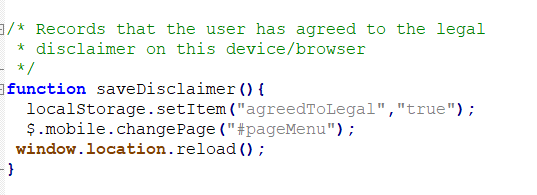 /* Records that the user has agreed to the legal
 * disclaimer on this device/browser
 */
function saveDisclaimer(){
  localStorage.setItem("agreedToLegal","true");
  $.mobile.changePage("#pageMenu");
 window.location.reload();
}